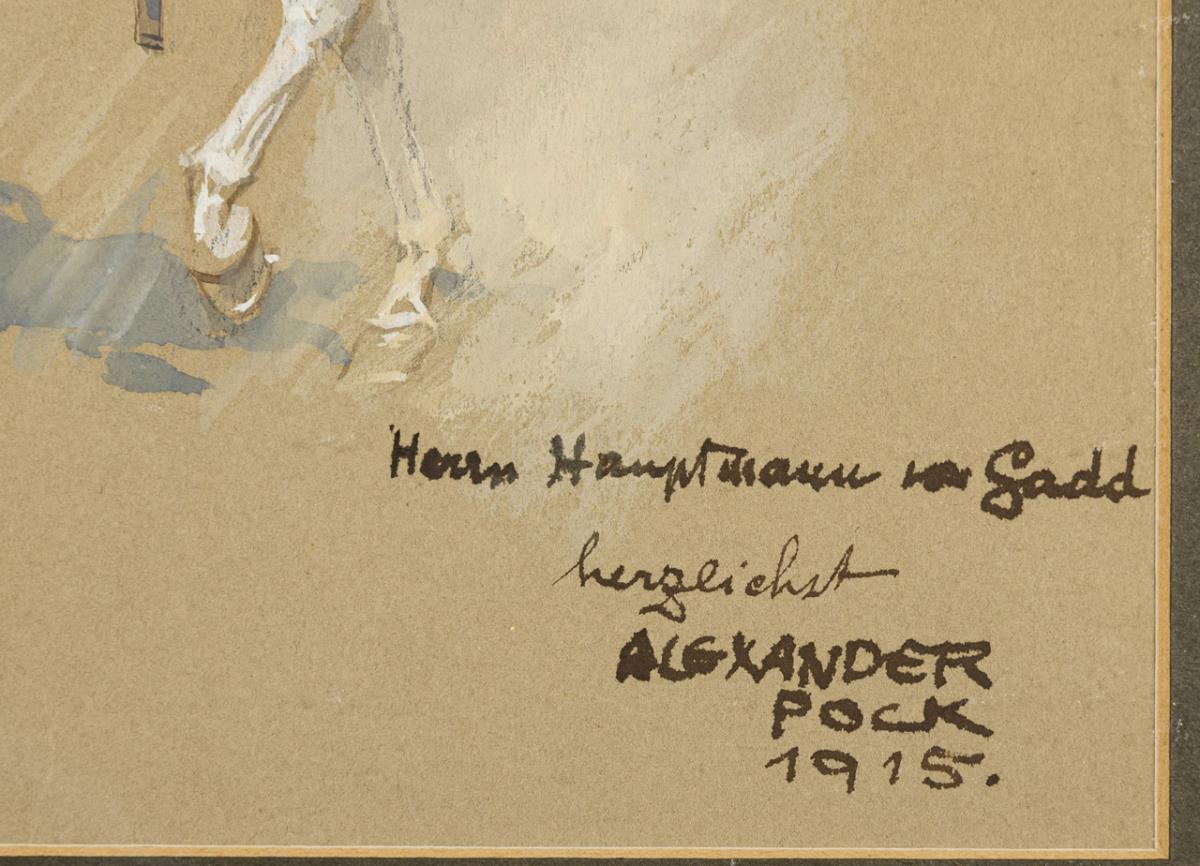 Herrn Hauptmann von Gadd
herzlichst
ALEXANDER
POCK
1915.